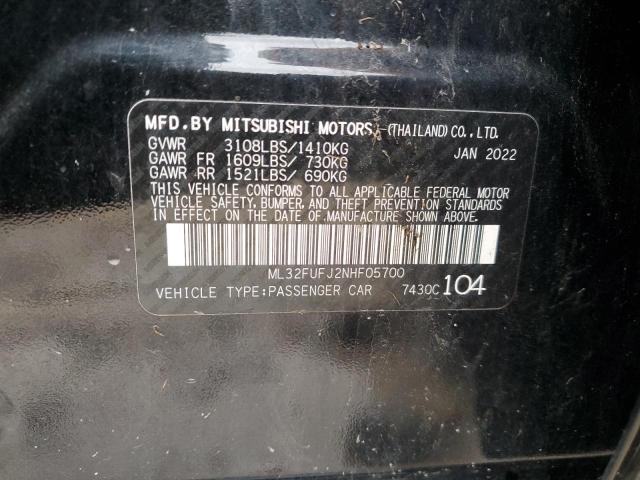 MFD.BY MITSUBISHI MOTORS (THAILAND) CO., LTD.
GVWR 3108LBS/1410KG JAN 2022
GAWR FR 1609LBS/ 730KG
GAWR RR 1521LBS/ 690KG
THIS VEHICLE CONFORMS TO ALL APPLICABLE FEDERAL MOTOR
VEHICLE SAFETY, BUMPER, AND THEFT PREVENTION STANDARDS
IN EFFECT ON THE DATE OF MANUFACTURE SHOWN ABOVE.
ML32FUFJ2NHF05700
VEHICLE TYPE:PASSENGER CAR 7430C 104